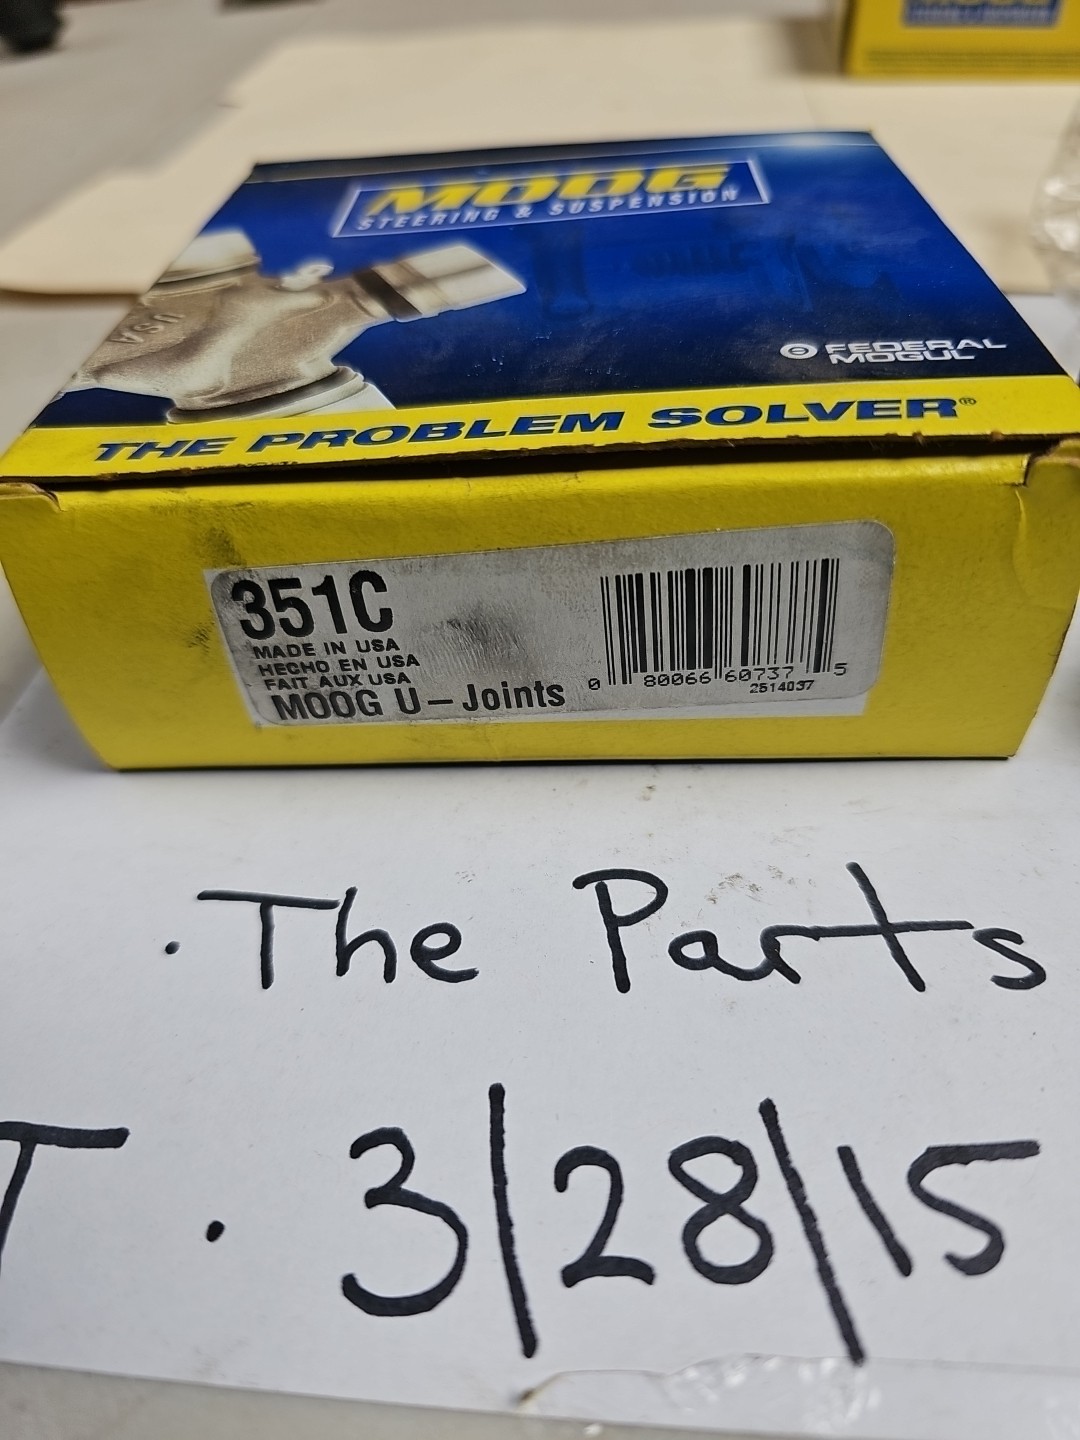 MOOG
STEERING & SUSPENSION
USA
FEDERAL
MOGUL
THE PROBLEM SOLVER®
351C
MADE IN USA
HECHO EN USA
FAIT AUX USA
MOOG U-Joints
0 80066 60737 5
2514037
. The Parts
T . 3/28/15